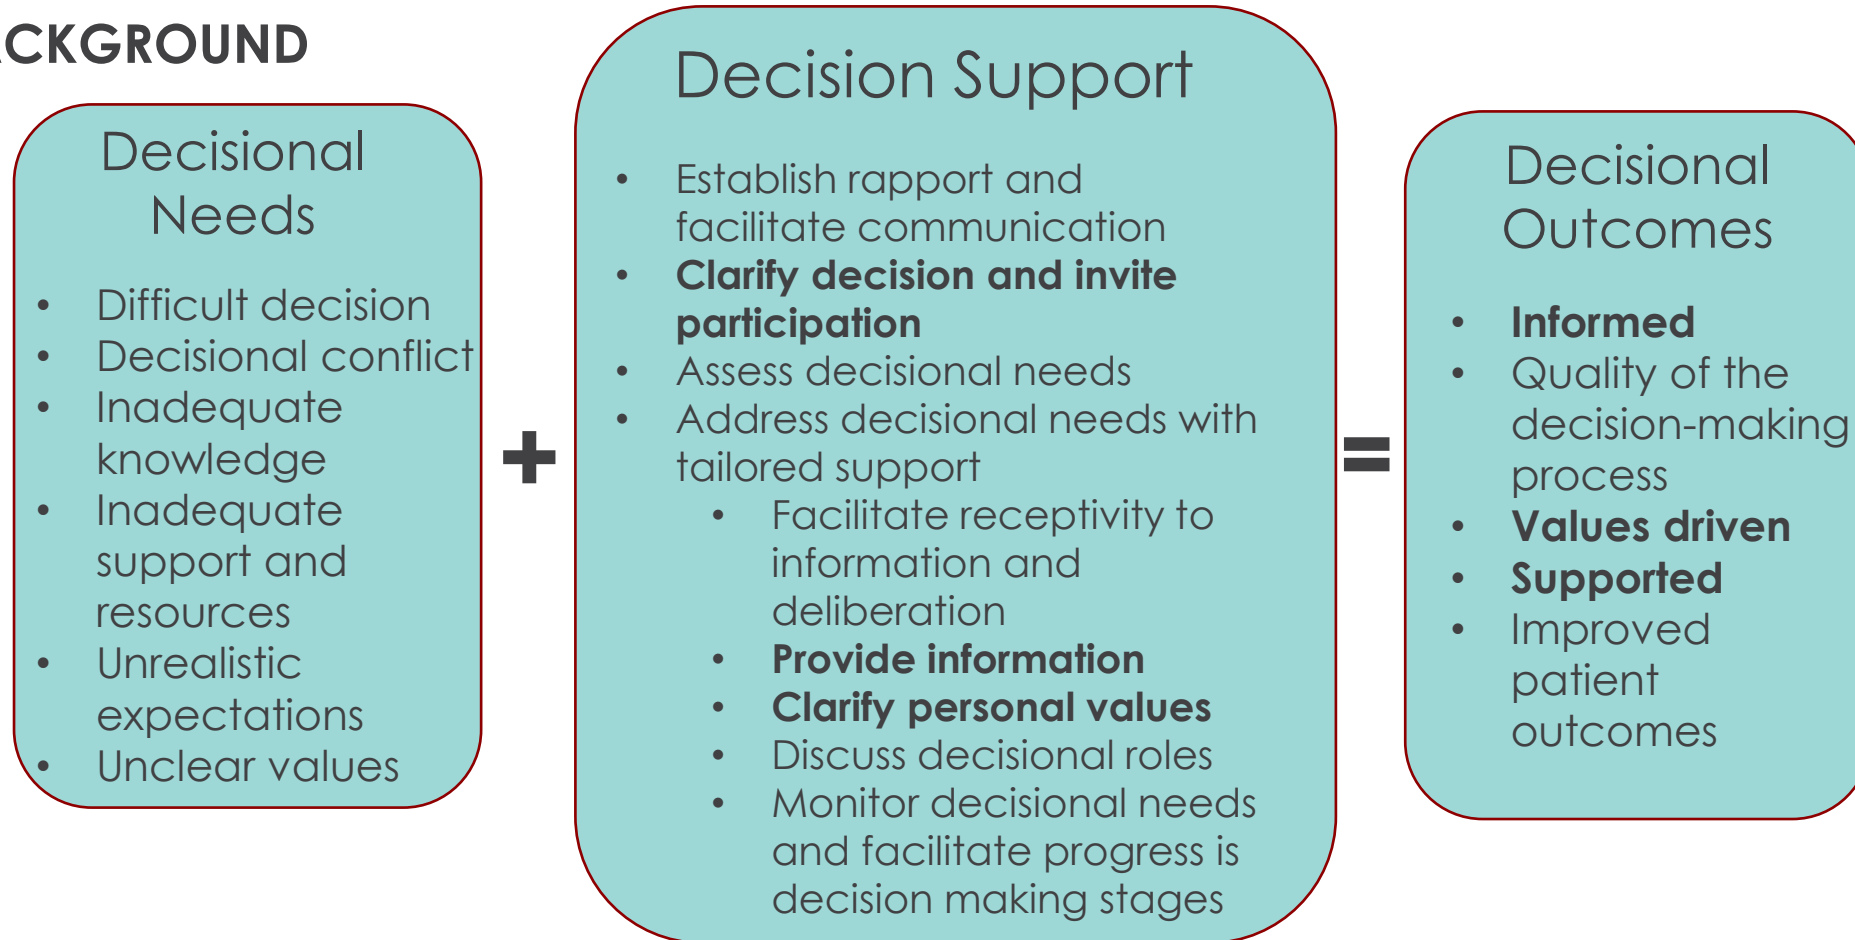 ACKGROUND
Decisional
Needs
• Difficult decision
• Decisional conflict
• Inadequate
knowledge
• Inadequate
support and
resources
• Unrealistic
expectations
• Unclear values
+
Decision Support
• Establish rapport and
facilitate communication
• Clarify decision and invite
participation
• Assess decisional needs
• Address decisional needs with
tailored support
• Facilitate receptivity to
information and
deliberation
• Provide information
• Clarify personal values
• Discuss decisional roles
• Monitor decisional needs
and facilitate progress is
decision making stages
=
Decisional
Outcomes
• Informed
• Quality of the
decision-making
process
• Values driven
• Supported
• Improved
patient
outcomes